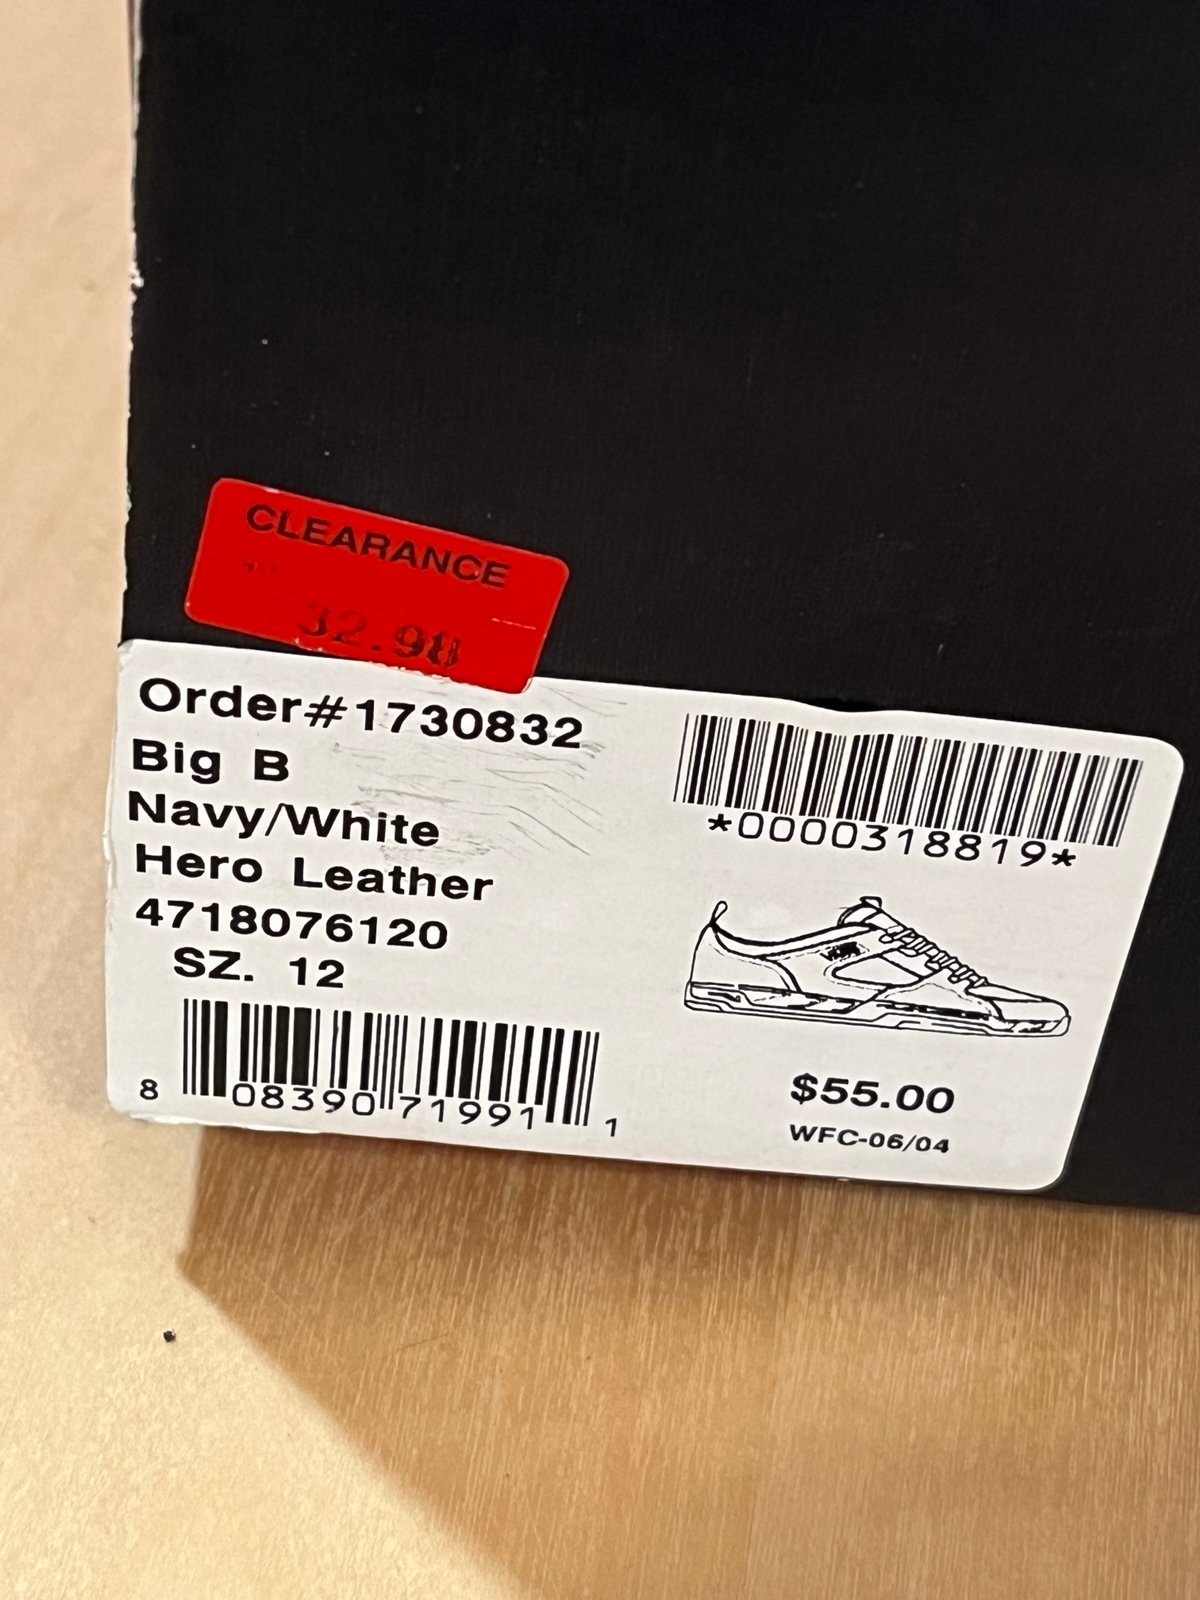 CLEARANCE
32.98
Order#1730832
Big B
Navy/White
Hero Leather
4718076120
SZ. 12
8 08390 71991 1
*0000318819*
$55.00
WFC-06/04